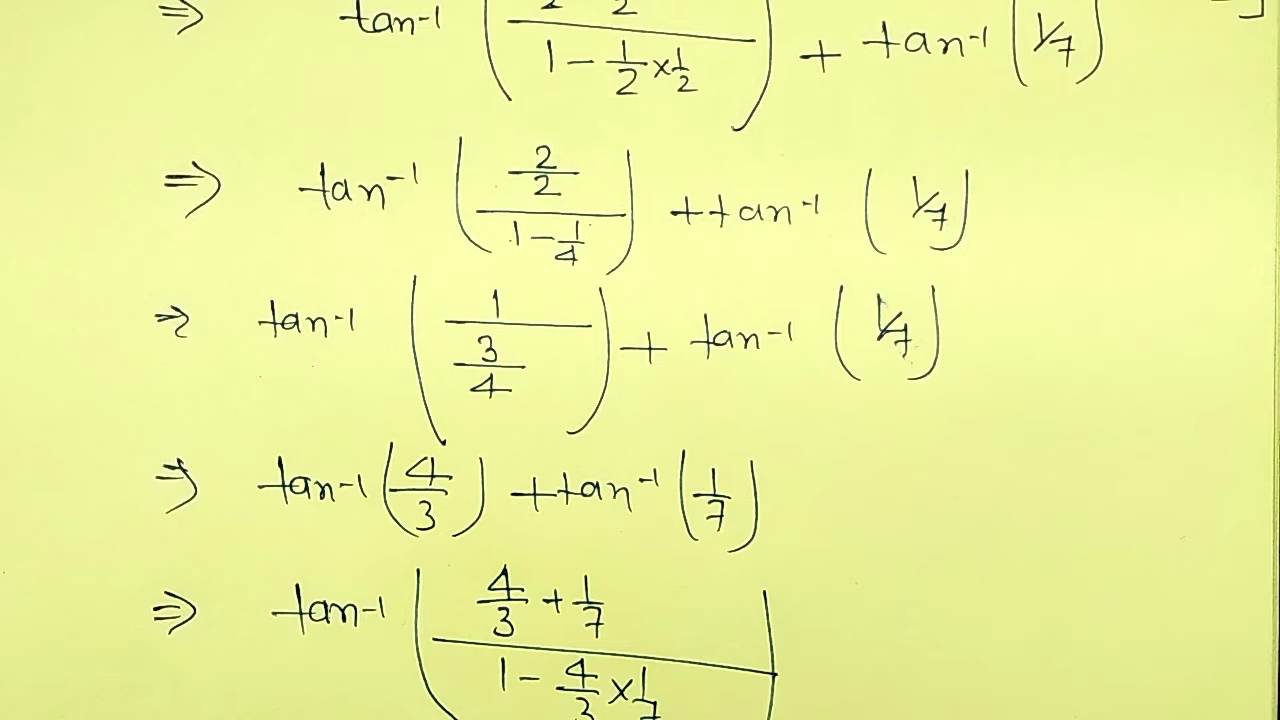 ⇒ tan-1 ( 2 2 / 1 - 1/2 × 1/2 ) + tan-1 ( 1/7 ) ]
⇒ tan-1 ( 2/2 / 1 - 1/4 ) + tan-1 ( 1/7 )
⇒ tan-1 ( 1 / 3/4 ) + tan-1 ( 1/7 )
⇒ tan-1 ( 4/3 ) + tan-1 ( 1/7 )
⇒ tan-1 ( 4/3 + 1/7 / 1 - 4/3 × 1/7